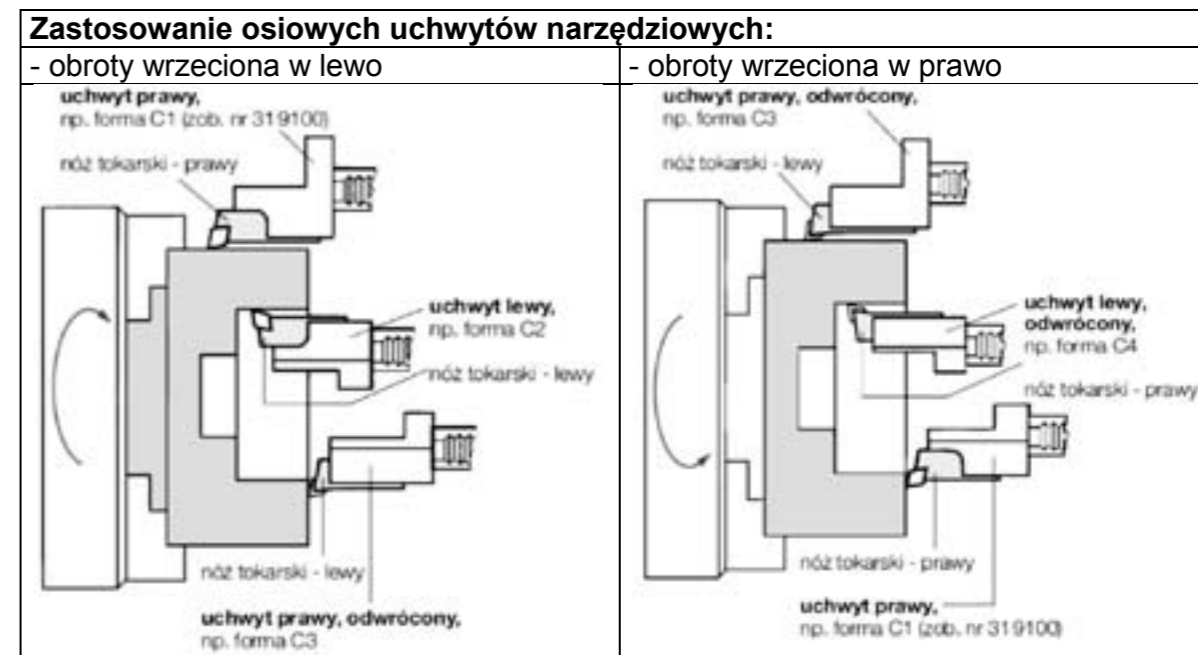 Zastosowanie osiowych uchwytów narzędziowych:
- obroty wrzeciona w lewo
uchwyt prawy,
np. forma C1 (zob. nr 319100)
nóż tokarski - prawy
uchwyt lewy,
np. forma C2
nóż tokarski - lewy
nóż tokarski - lewy
uchwyt prawy, odwrócony,
np. forma C3
- obroty wrzeciona w prawo
uchwyt prawy, odwrócony,
np. forma C3
nóż tokarski - lewy
uchwyt lewy,
odwrócony,
np. forma C4
nóż tokarski - prawy
nóż tokarski - prawy
uchwyt prawy,
np. forma C1 (zob. nr 319100)